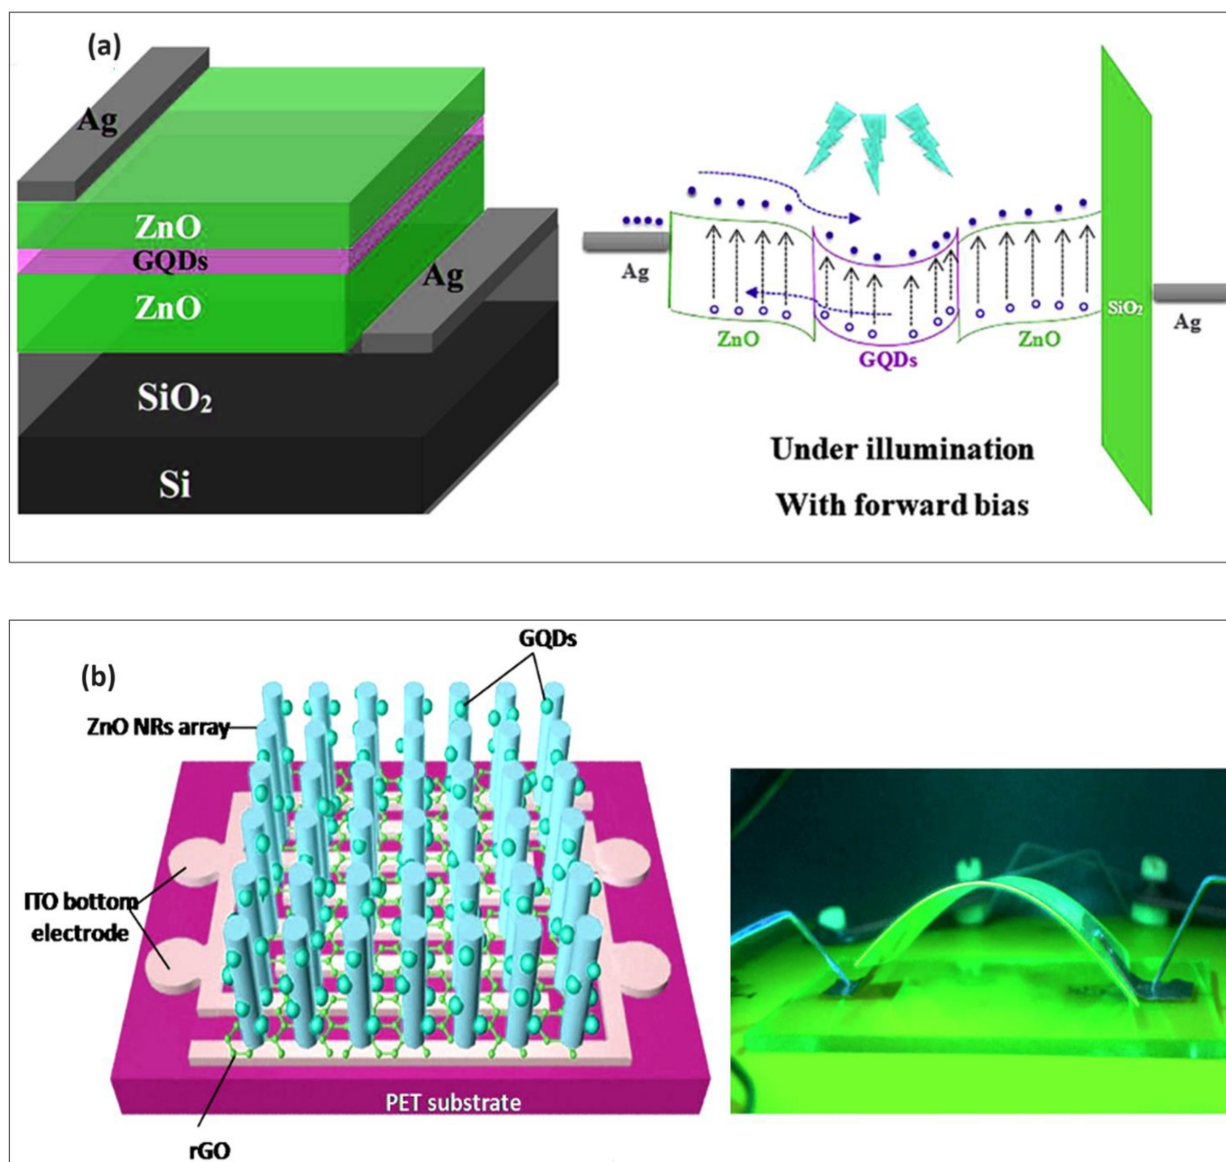 (a)
Ag
ZnO
GQDs
ZnO
Ag
SiO₂
Si
Ag
ZnO
GQDs
ZnO
SiO₂
Ag
Under illumination
With forward bias
(b)
GQDs
ZnO NRs array
ITO bottom
electrode
PET substrate
rGO